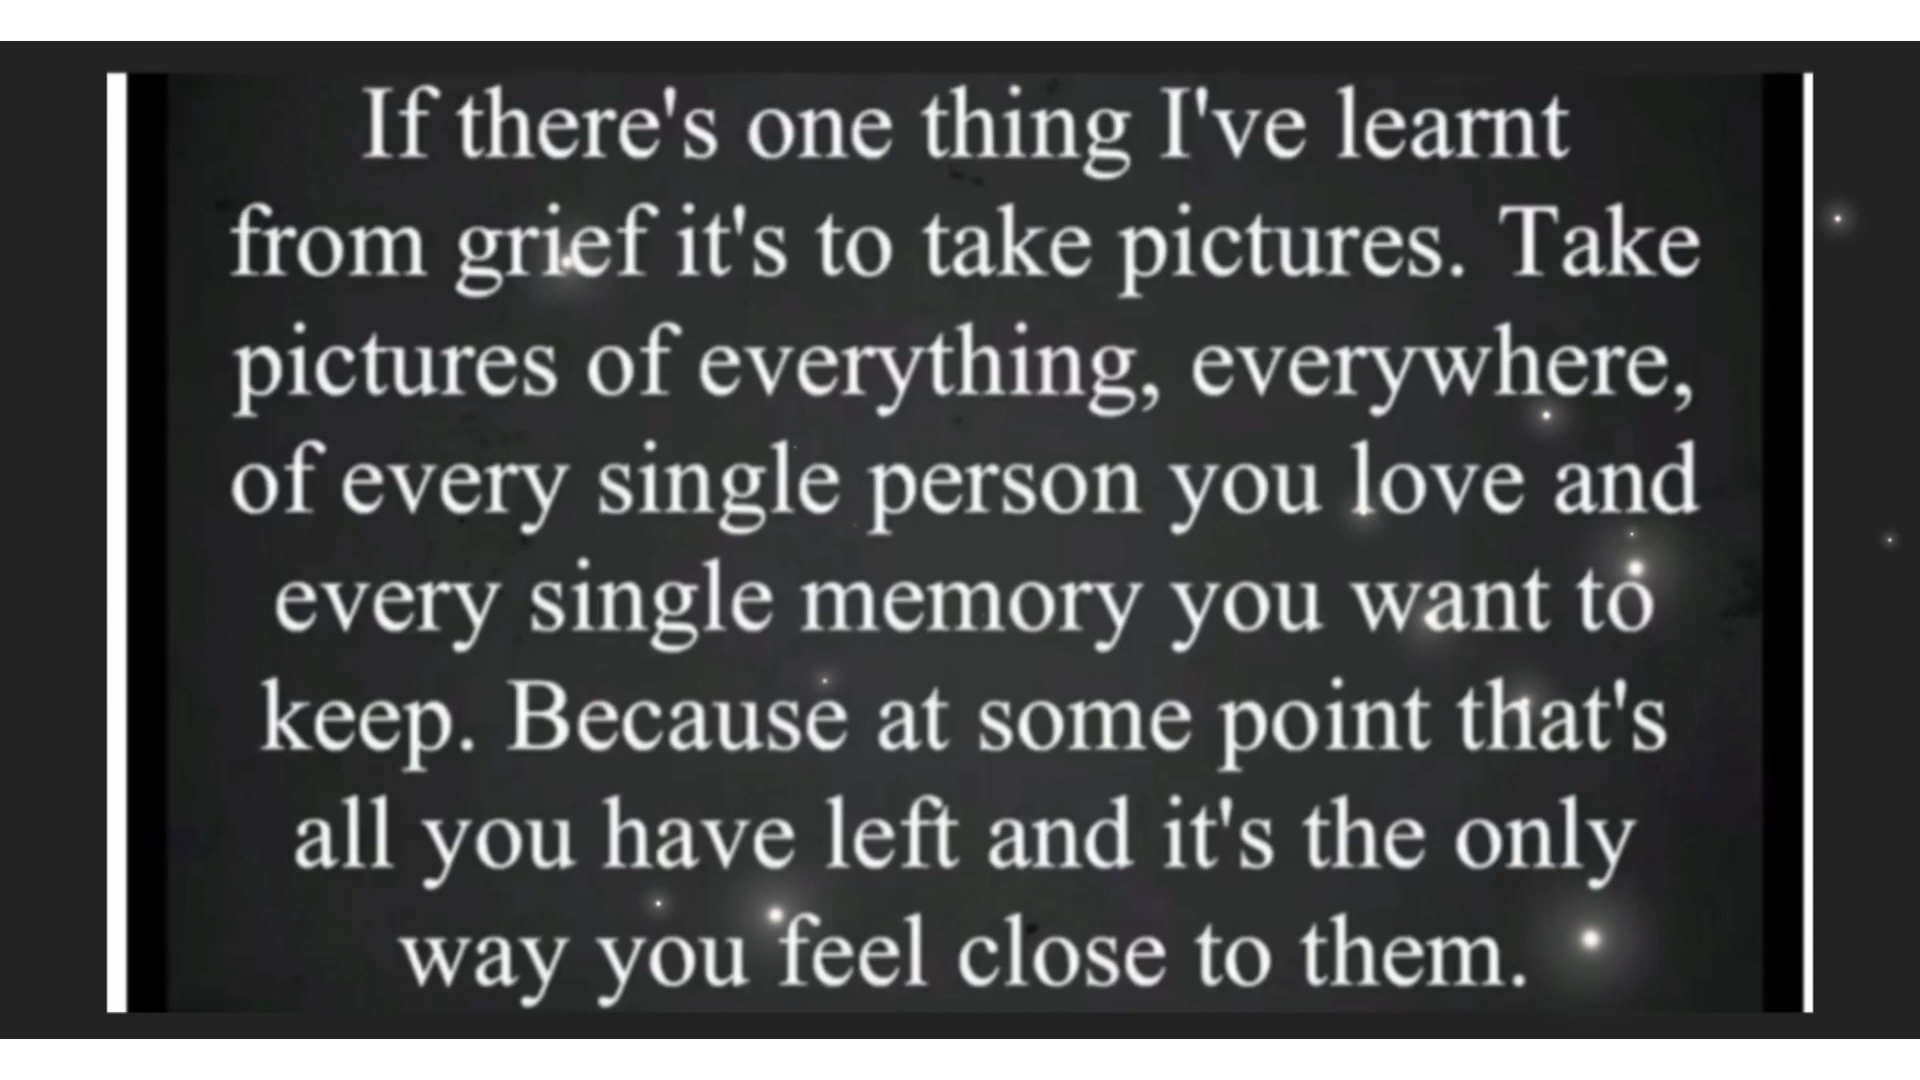 If there's one thing I've learnt
from grief it's to take pictures. Take
pictures of everything, everywhere,
of every single person you love and
every single memory you want to
keep. Because at some point that's
all you have left and it's the only
way you feel close to them.